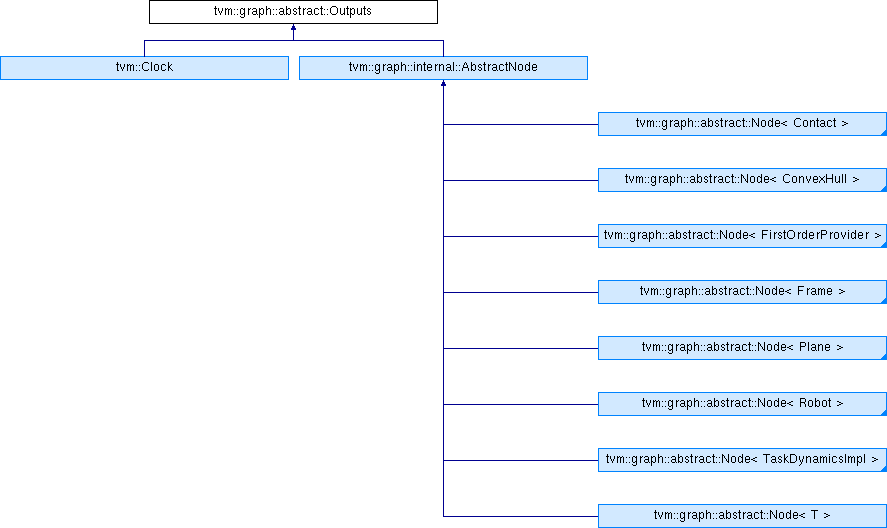 tvm::graph::abstract::Outputs
tvm::Clock
tvm::graph::internal::AbstractNode
tvm::graph::abstract::Node< Contact >
tvm::graph::abstract::Node< ConvexHull >
tvm::graph::abstract::Node< FirstOrderProvider >
tvm::graph::abstract::Node< Frame >
tvm::graph::abstract::Node< Plane >
tvm::graph::abstract::Node< Robot >
tvm::graph::abstract::Node< TaskDynamicsImpl >
tvm::graph::abstract::Node< T >